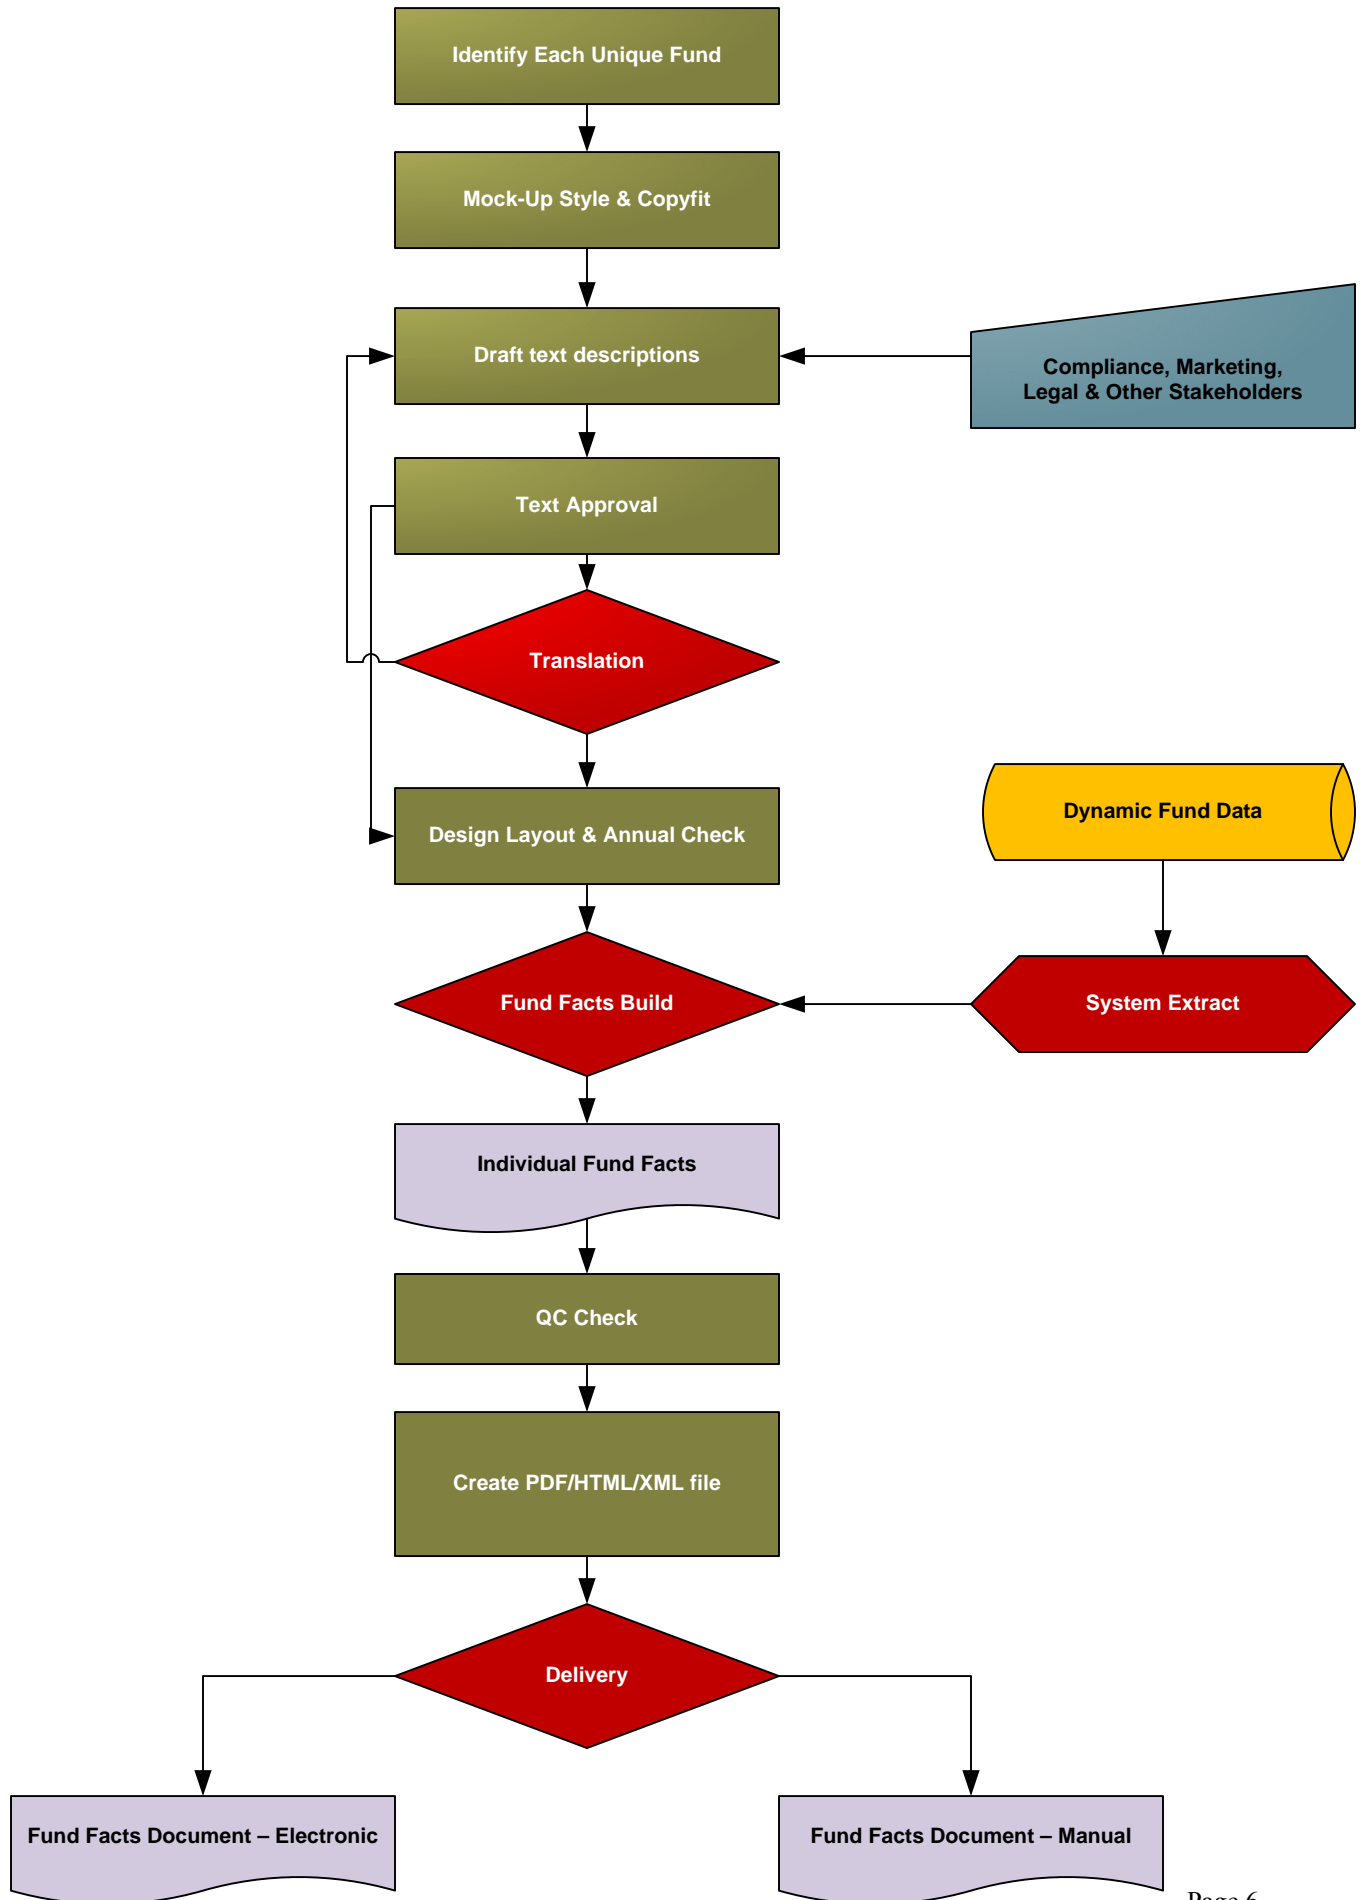 Identify Each Unique Fund
Mock-Up Style & Copyfit
Draft text descriptions
Compliance, Marketing,
Legal & Other Stakeholders
Text Approval
Translation
Dynamic Fund Data
Design Layout & Annual Check
Fund Facts Build
System Extract
Individual Fund Facts
QC Check
Create PDF/HTML/XML file
Delivery
Fund Facts Document – Electronic
Fund Facts Document – Manual
Page 6